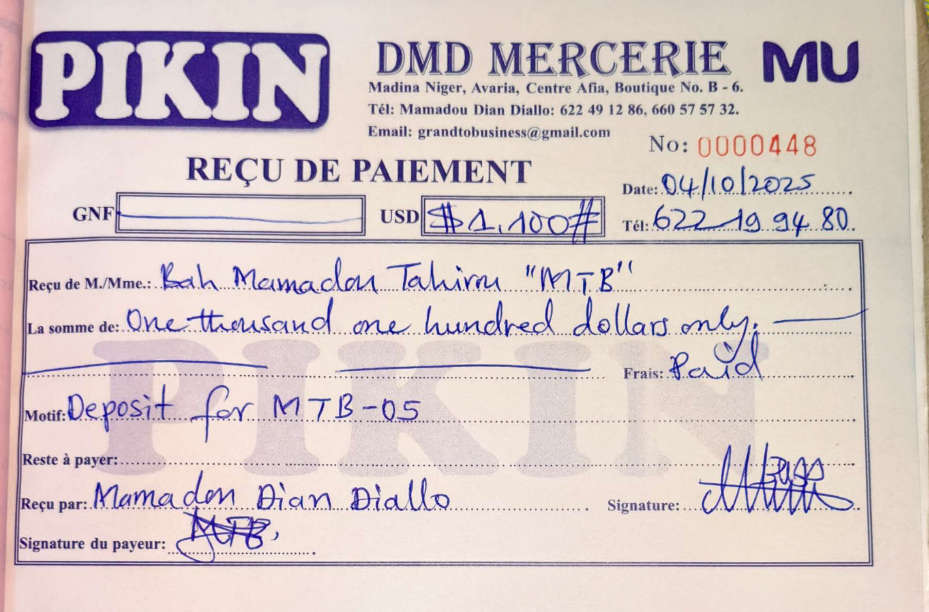 PIKIN
DMD MERCERIE
MU
Madina Niger, Avaria, Centre Afia, Boutique No. B - 6.
Tél: Mamadou Dian Diallo: 622 49 12 86, 660 57 57 32.
Email: grandtobusiness@gmail.com
No: 0000448
REÇU DE PAIEMENT
Date: 04/10/2025
GNF USD $1,100#
Tél: 622 19 94 80.
Reçu de M./Mme.: Bah Mamadou Tahirou "MTB"
La somme de: One thousand one hundred dollars only.
Frais: Paid
Motif: Deposit for MTB-05
PIKIN
Reste à payer:
Reçu par: Mamadou Dian Diallo Signature:
Signature du payeur: MTB